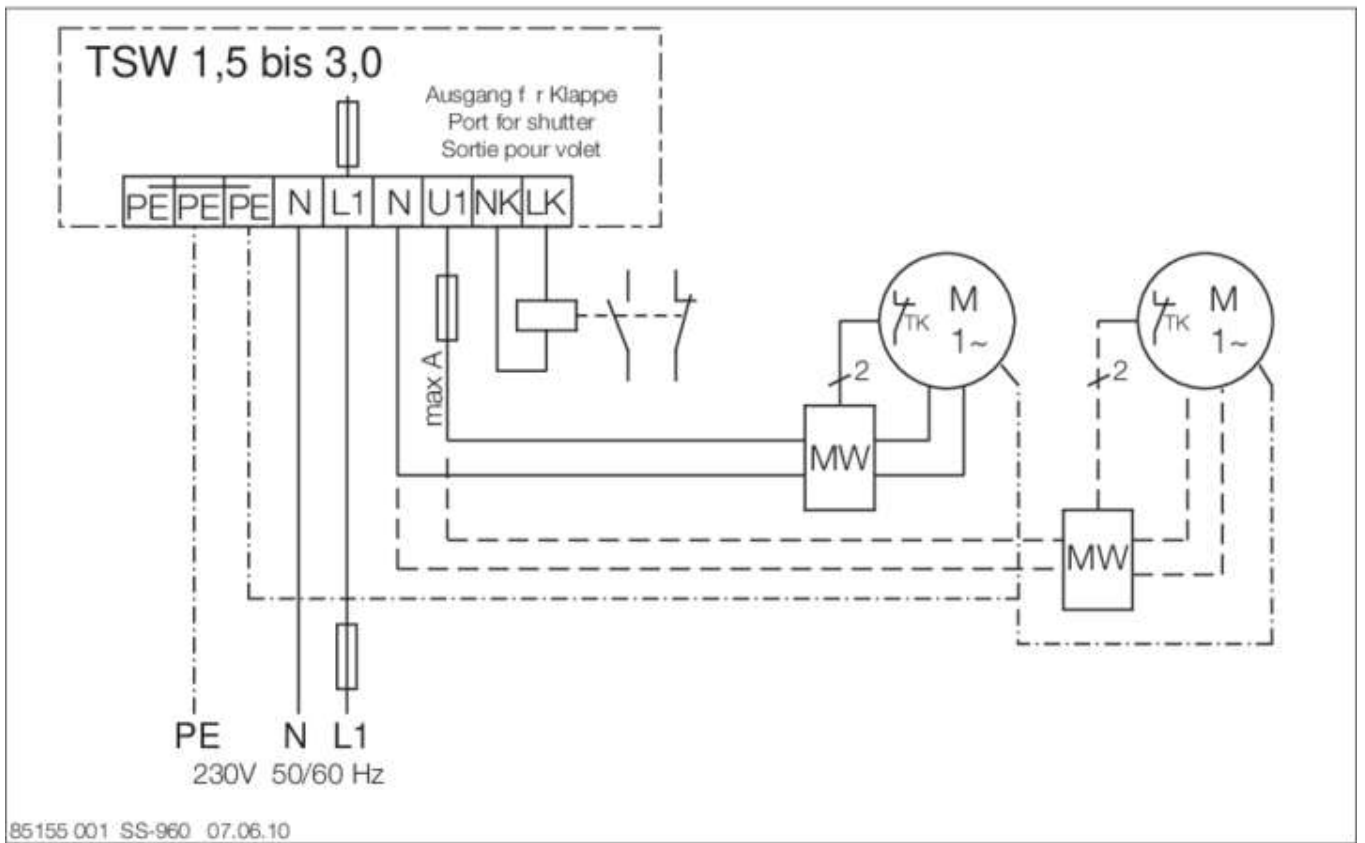 TSW 1,5 bis 3,0
Ausgang f r Klappe
Port for shutter
Sortie pour volet
PE PE PE N L1 N U1 NK LK
max A
TK
M
1~
2
MW
TK
M
1~
2
MW
PE N L1
230V 50/60 Hz
85155 001 SS-960 07.06.10